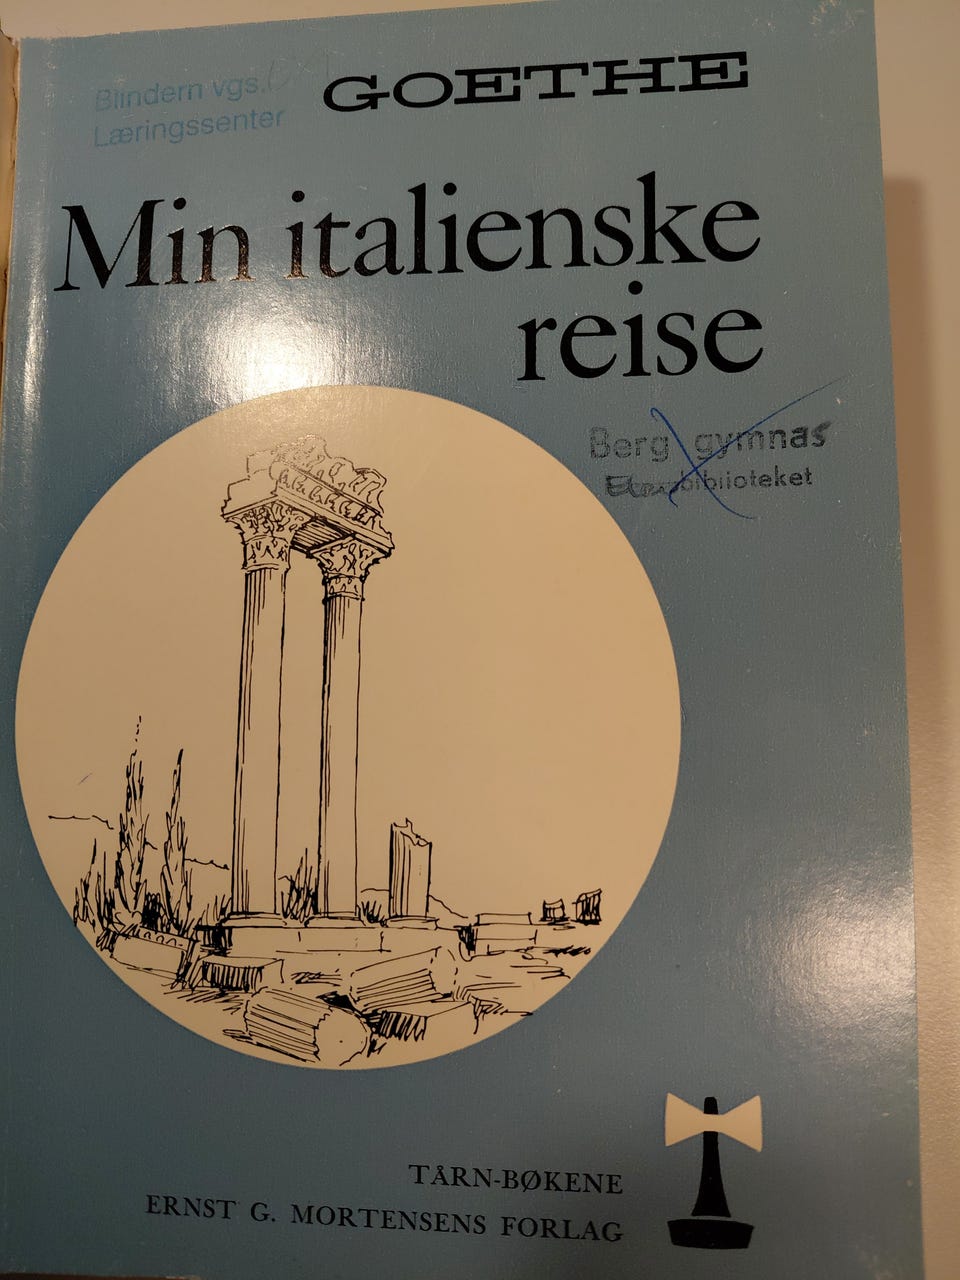 Blindern vgs.
Læringssenter
GOETHE
Min italienske
reise
Berg gymnas
biblioteket
TÅRN-BØKENE
ERNST G. MORTENSENS FORLAG